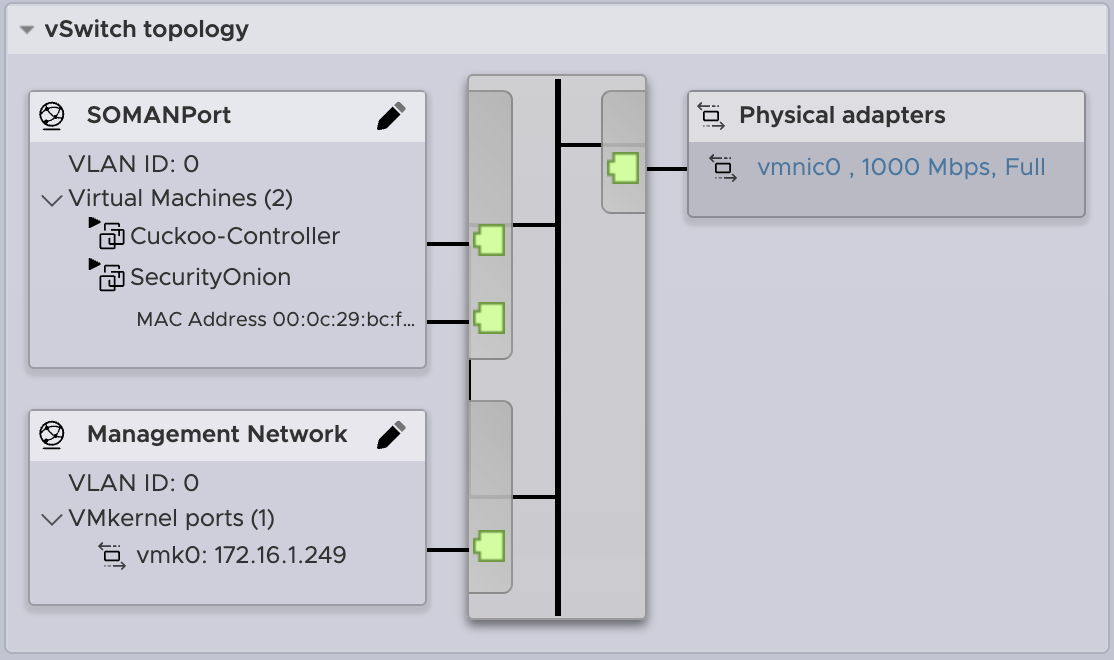 vSwitch topology
SOMANPort
VLAN ID: 0
Virtual Machines (2)
Cuckoo-Controller
SecurityOnion
MAC Address 00:0c:29:bc:f...
Management Network
VLAN ID: 0
VMkernel ports (1)
vmk0: 172.16.1.249
Physical adapters
vmnic0 , 1000 Mbps, Full